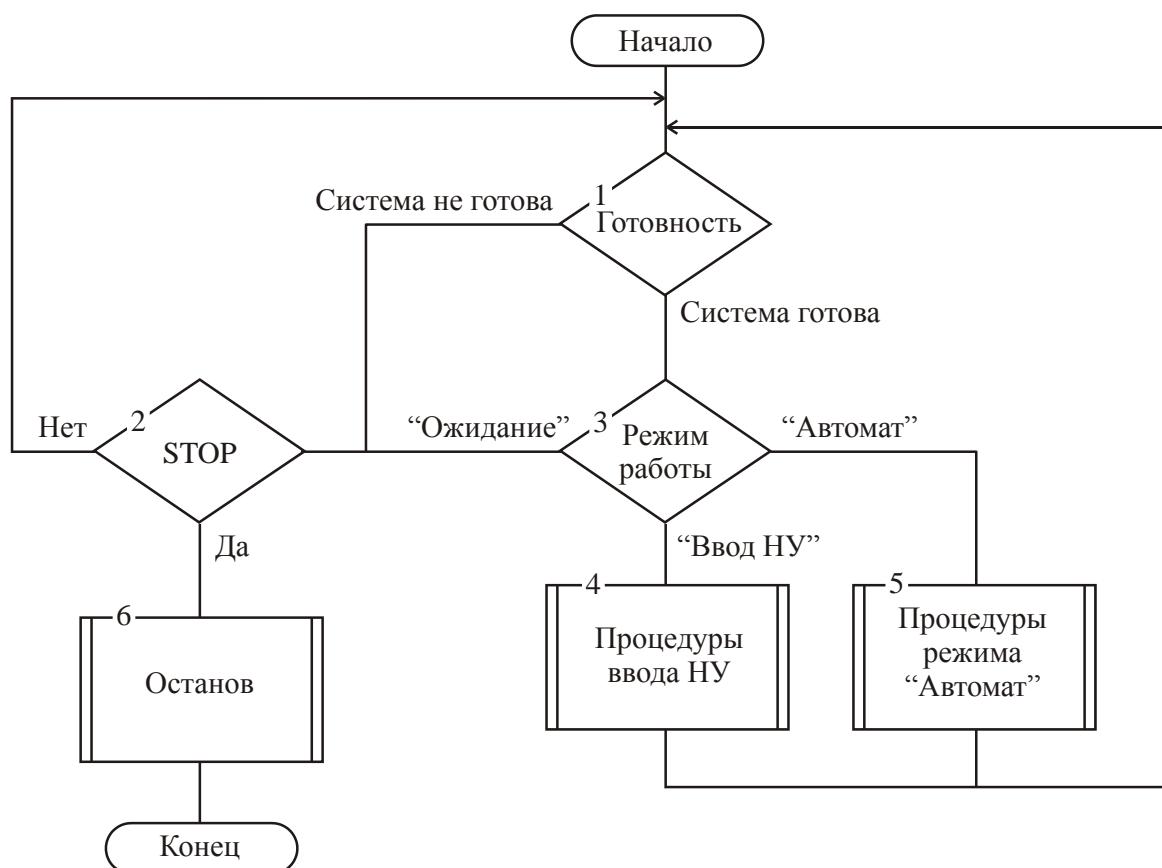 Начало
1
Система не готова
Готовность
Система готова
2
Нет
STOP
“Ожидание”
3
Режим
работы
“Автомат”
Да
“Ввод НУ”
4
5
6
Останов
Процедуры
ввода НУ
Процедуры
режима
“Автомат”
Конец